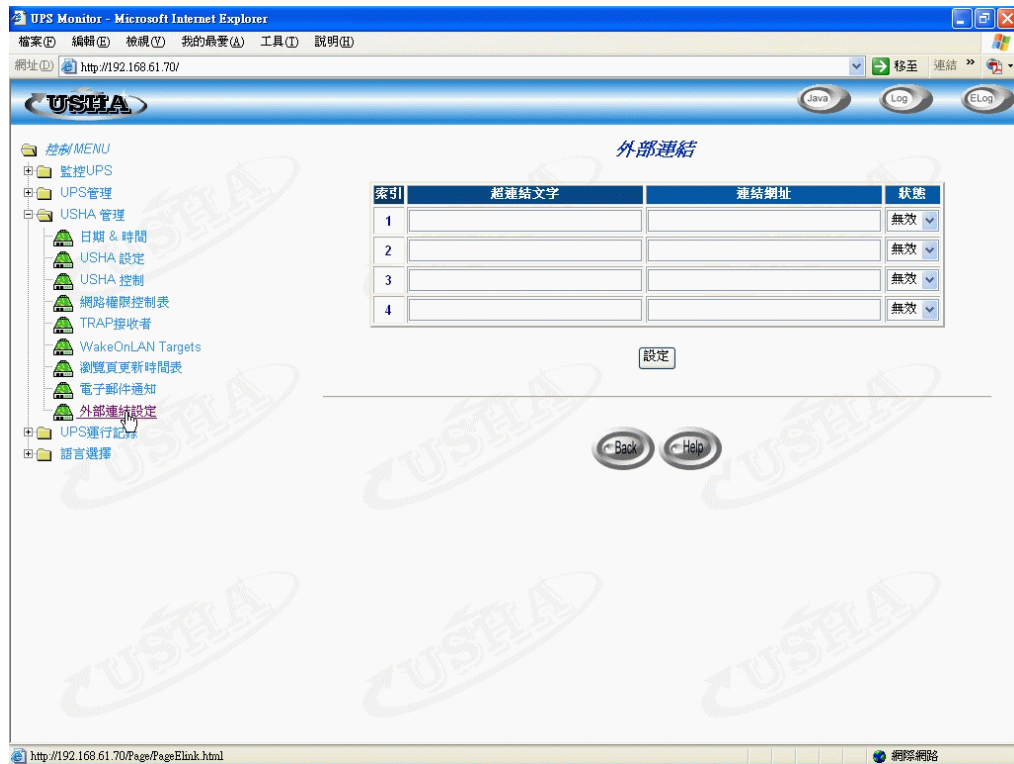 UPS Monitor - Microsoft Internet Explorer
檔案(F) 編輯(E) 檢視(V) 我的最愛(A) 工具(T) 說明(H)
網址(D) http://192.168.61.70/ 移至 連結 »
USHA Java Log ELog
控制MENU
監控UPS
UPS管理
USHA 管理
日期 & 時間
USHA 設定
USHA 控制
網路權限控制表
TRAP接收者
WakeOnLAN Targets
瀏覽頁更新時間表
電子郵件通知
外部連結設定
UPS運行記錄
語言選擇
外部連結
索引 超連結文字 連結網址 狀態
1 無效
2 無效
3 無效
4 無效
設定
Back Help
http://192.168.61.70/Page/PageElink.html 網際網路